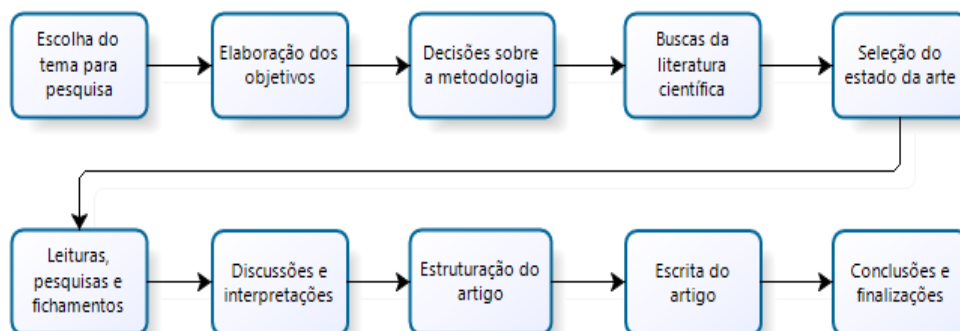 Escolha do
tema para
pesquisa
Elaboração dos
objetivos
Decisões sobre
a metodologia
Buscas da
literatura
científica
Seleção do
estado da arte
Leituras,
pesquisas e
fichamentos
Discussões e
interpretações
Estruturação do
artigo
Escrita do
artigo
Conclusões e
finalizações